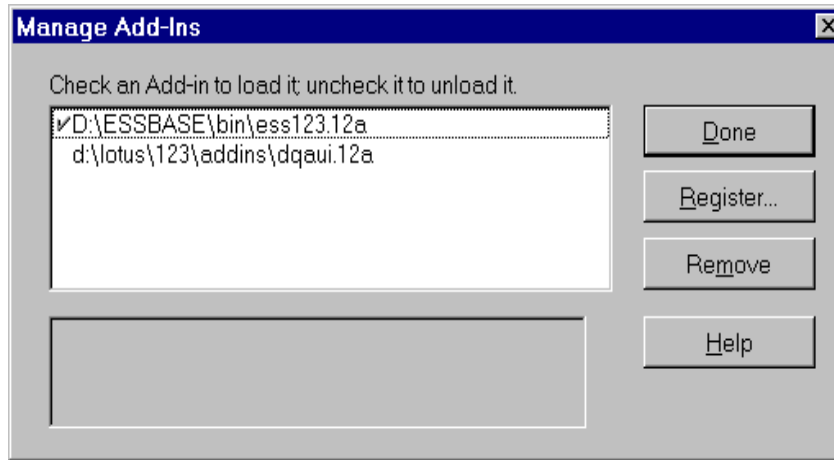 Manage Add-Ins
Check an Add-in to load it; uncheck it to unload it.
✔D:\ESSBASE\bin\ess123.12a
d:\lotus\123\addins\dqaui.12a
Done
Register...
Remove
Help